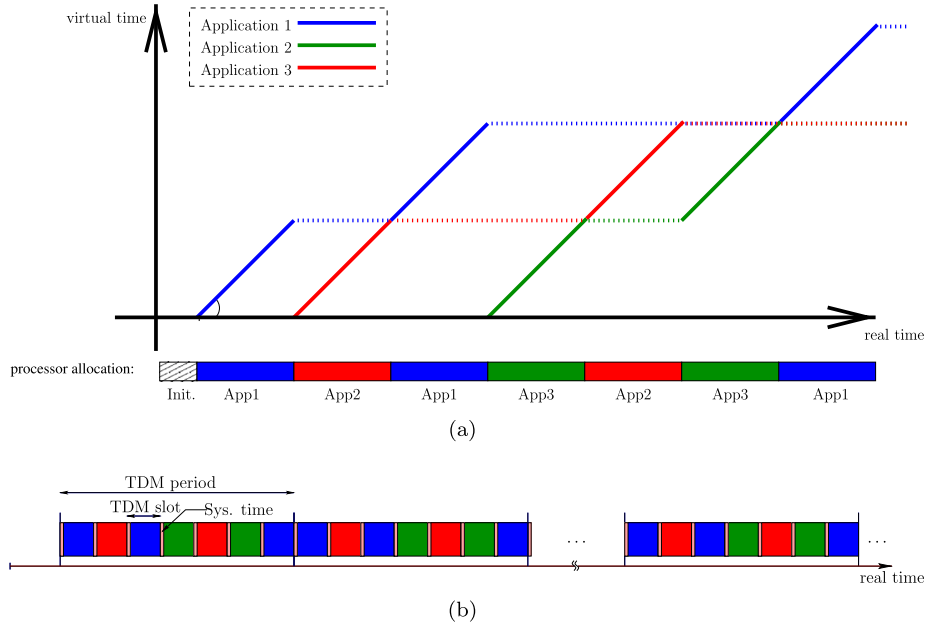 virtual time
Application 1
Application 2
Application 3
real time
processor allocation:
Init. App1 App2 App1 App3 App2 App3 App1
(a)
TDM period
TDM slot Sys. time
... ...
real time
(b)